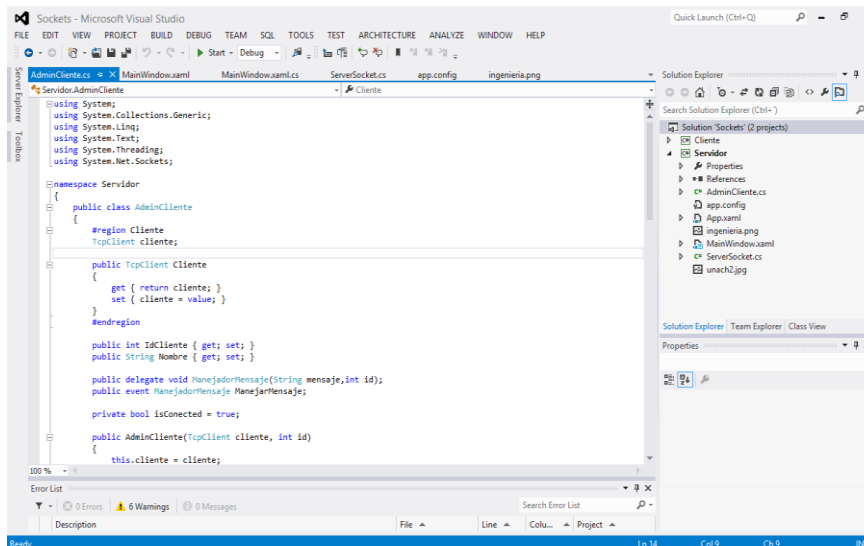 Sockets - Microsoft Visual Studio
Quick Launch (Ctrl+Q)
FILE EDIT VIEW PROJECT BUILD DEBUG TEAM SQL TOOLS TEST ARCHITECTURE ANALYZE WINDOW HELP
Start Debug
Server Explorer
Toolbox
AdminCliente.cs MainWindow.xaml MainWindow.xaml.cs ServerSocket.cs app.config ingenieria.png
Servidor.AdminCliente Cliente
using System;
using System.Collections.Generic;
using System.Linq;
using System.Text;
using System.Threading;
using System.Net.Sockets;
namespace Servidor
{
public class AdminCliente
{
#region Cliente
TcpClient cliente;
public TcpClient Cliente
{
get { return cliente; }
set { cliente = value; }
}
#endregion
public int IdCliente { get; set; }
public String Nombre { get; set; }
public delegate void ManejadorMensaje(String mensaje,int id);
public event ManejadorMensaje ManejarMensaje;
private bool isConected = true;
public AdminCliente(TcpClient cliente, int id)
{
this.cliente = cliente;
100 %
Error List
0 Errors 6 Warnings 0 Messages
Search Error List
Description File Line Colu... Project
Ready Ln 14 Col 9 Ch 9 IN
Solution Explorer
Search Solution Explorer (Ctrl+´)
Solution 'Sockets' (2 projects)
Cliente
Servidor
Properties
References
AdminCliente.cs
app.config
App.xaml
ingenieria.png
MainWindow.xaml
ServerSocket.cs
unach2.jpg
Solution Explorer Team Explorer Class View
Properties